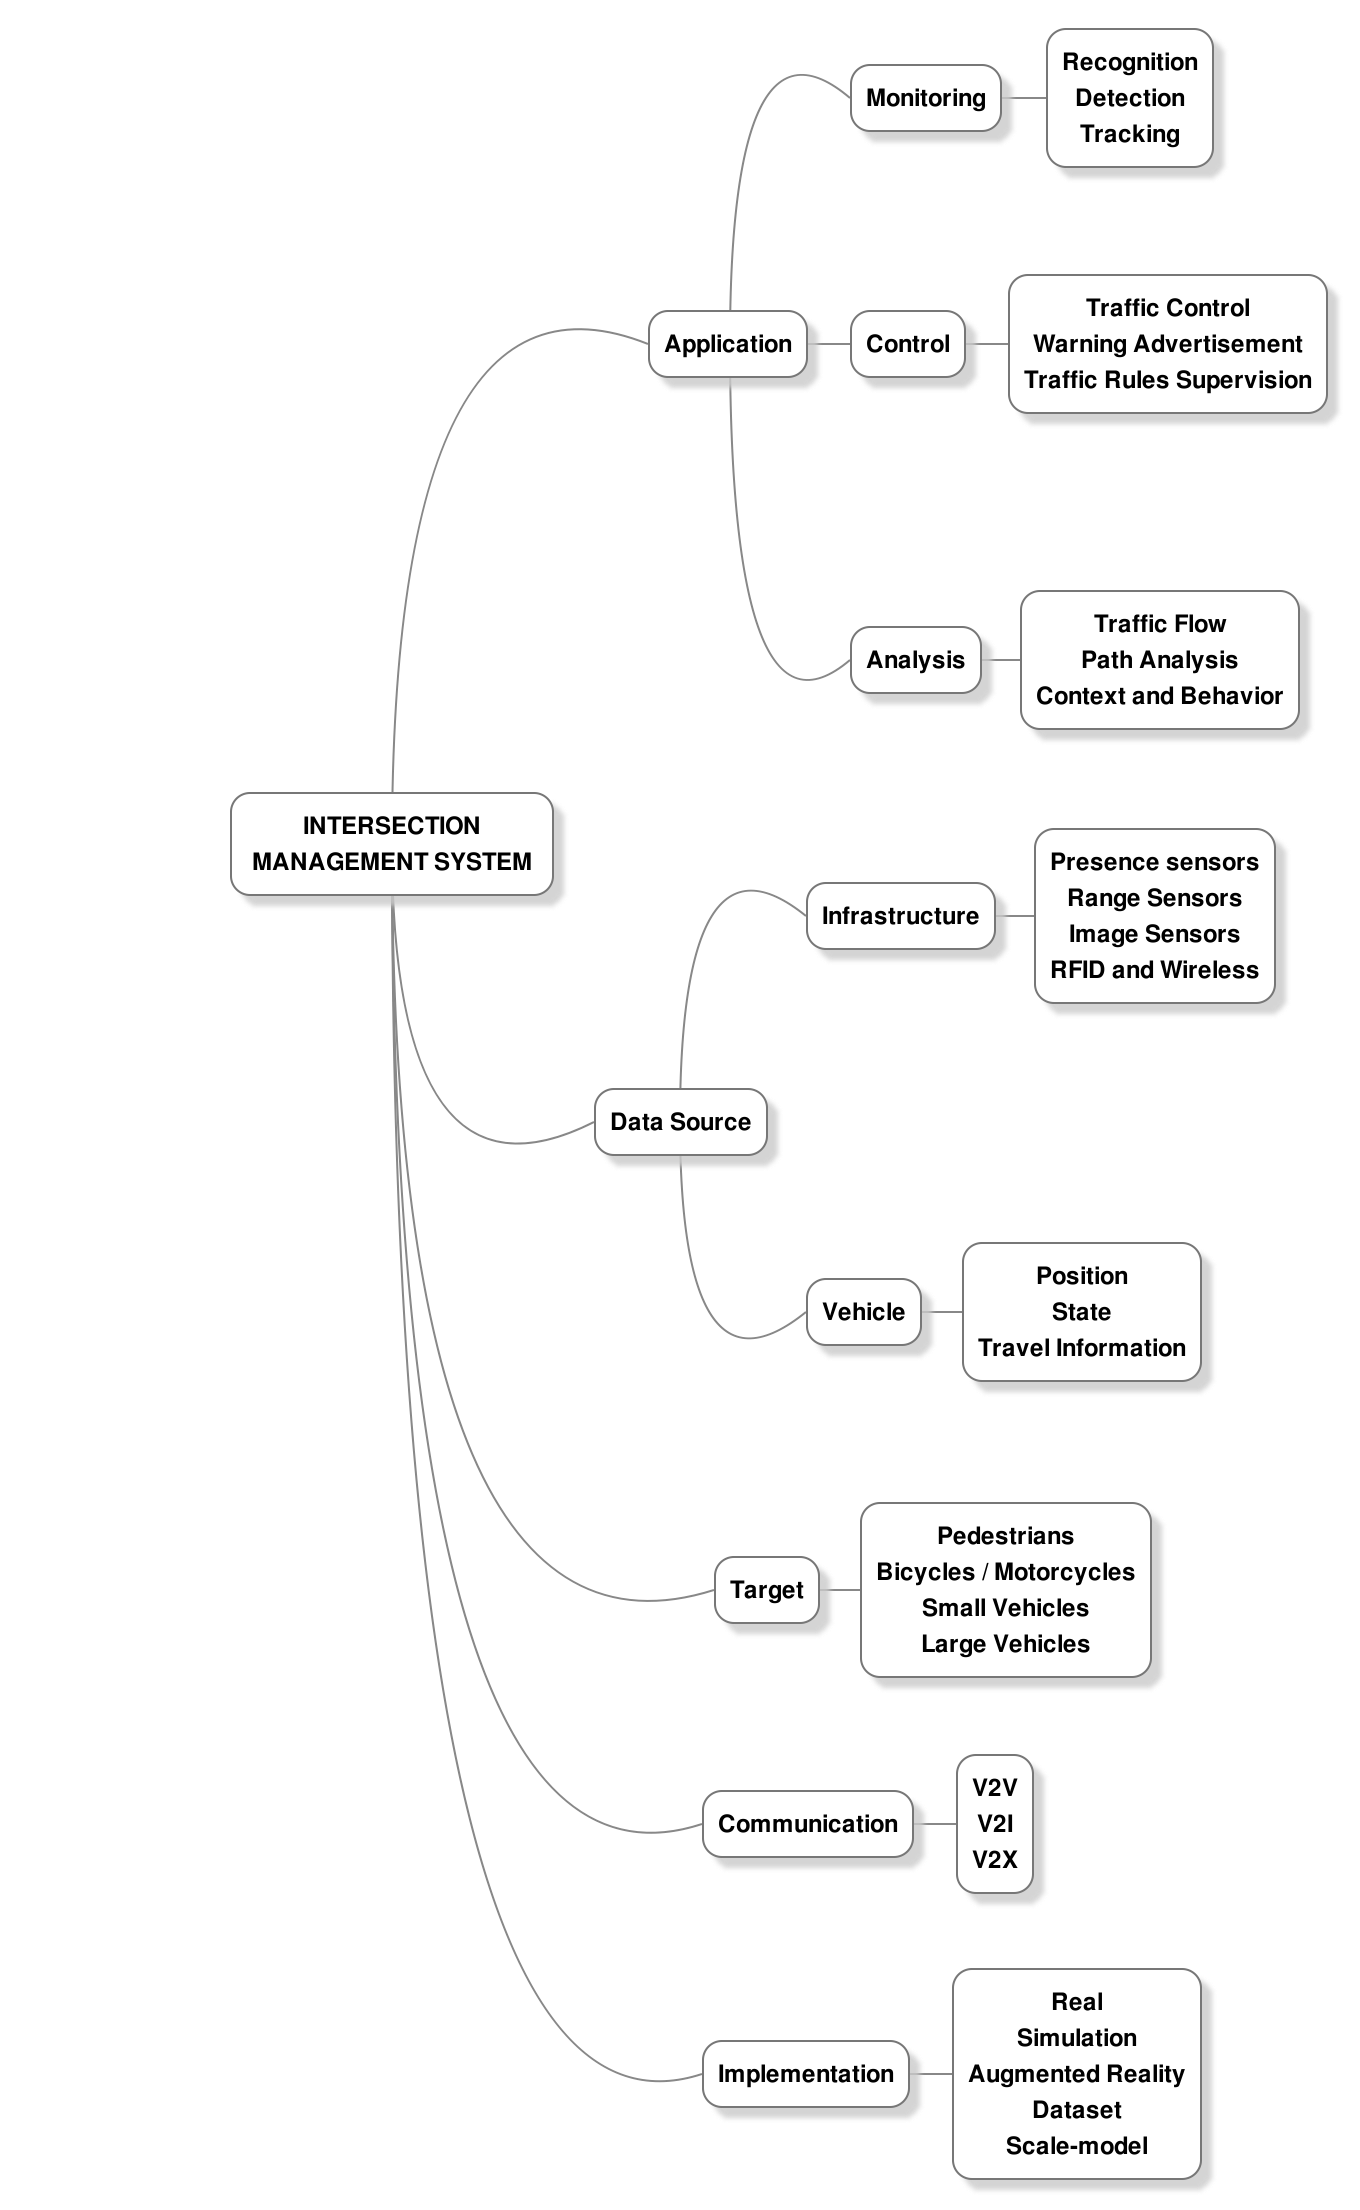 INTERSECTION
MANAGEMENT SYSTEM
Application
Monitoring
Recognition
Detection
Tracking
Control
Traffic Control
Warning Advertisement
Traffic Rules Supervision
Analysis
Traffic Flow
Path Analysis
Context and Behavior
Data Source
Infrastructure
Presence sensors
Range Sensors
Image Sensors
RFID and Wireless
Vehicle
Position
State
Travel Information
Target
Pedestrians
Bicycles / Motorcycles
Small Vehicles
Large Vehicles
Communication
V2V
V2I
V2X
Implementation
Real
Simulation
Augmented Reality
Dataset
Scale-model